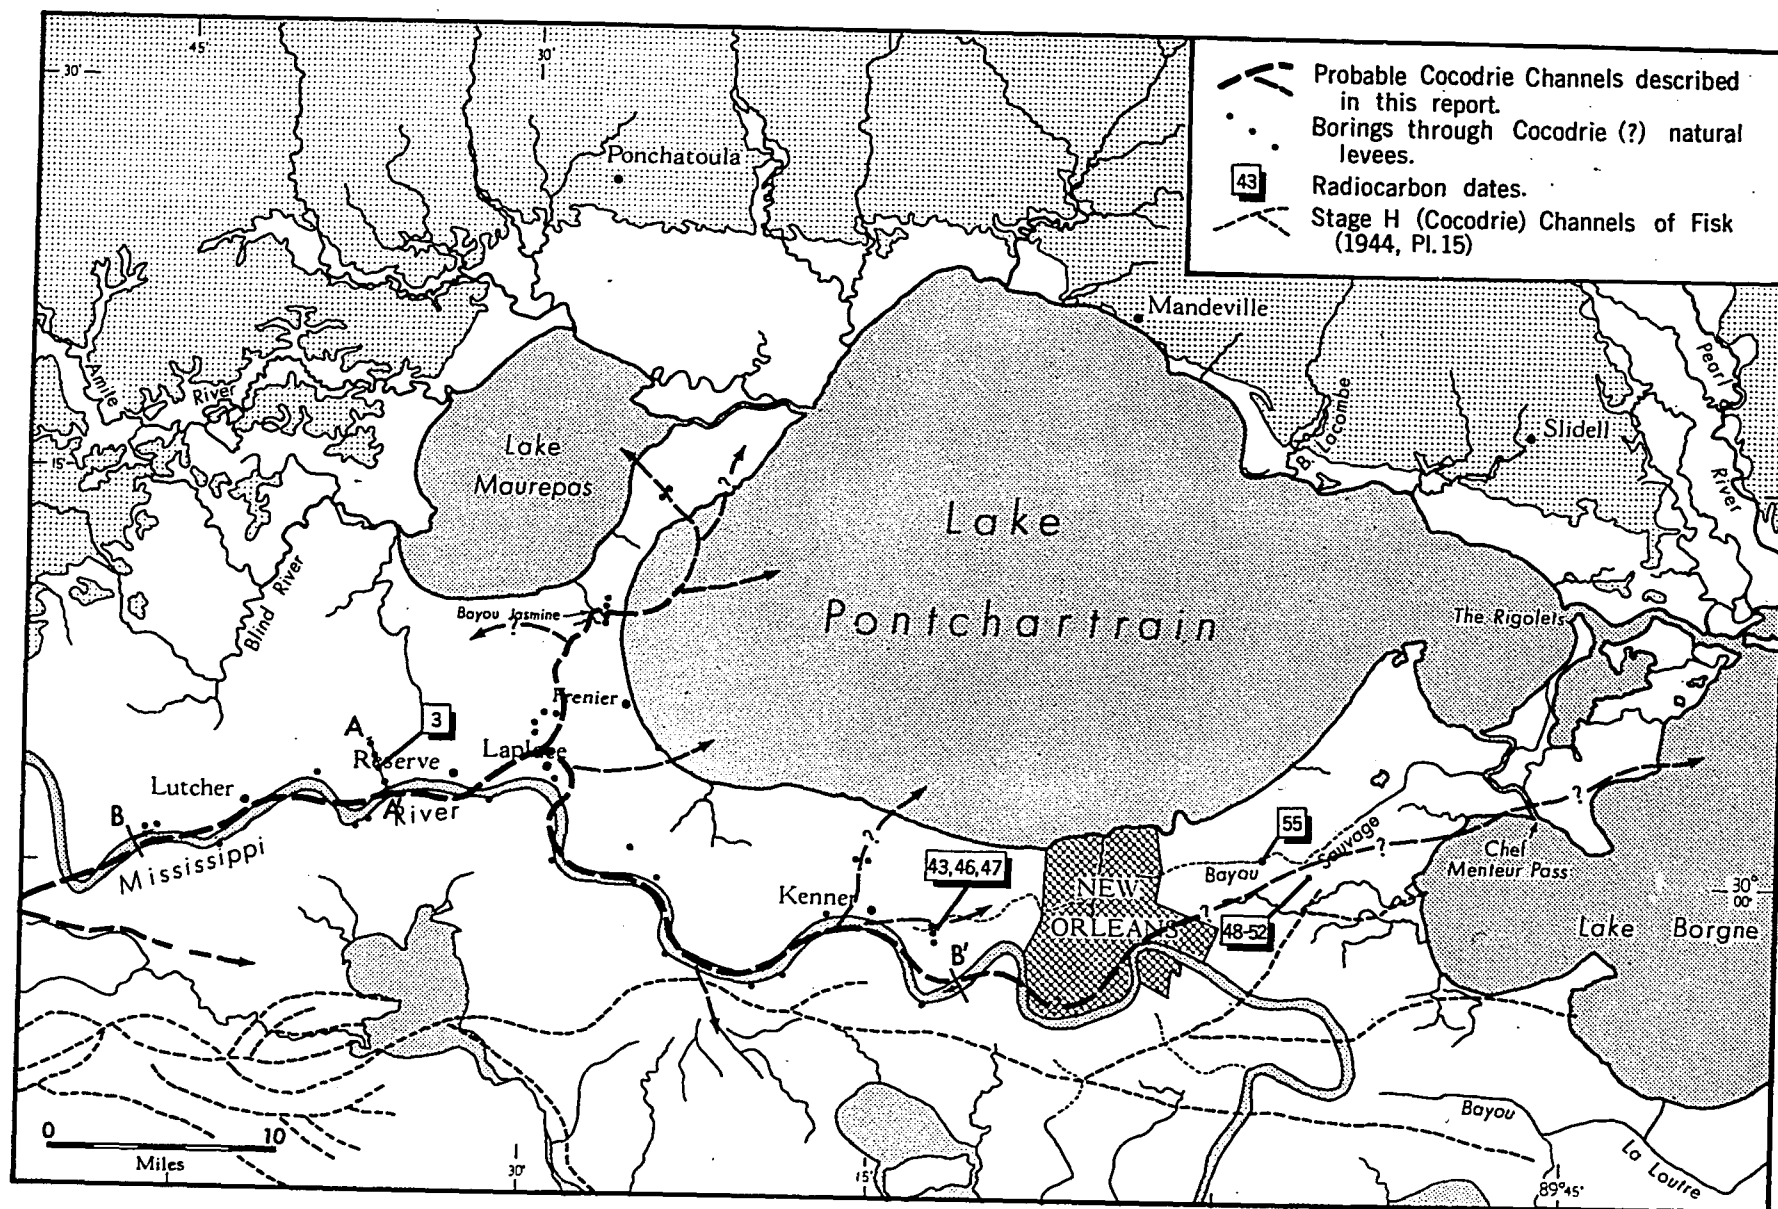 45'
30'
30'
Probable Cocodrie Channels described
in this report.
Borings through Cocodrie (?) natural
levees.
43
Radiocarbon dates.
Stage H (Cocodrie) Channels of Fisk
(1944, Pl. 15)
Ponchatoula
Mandeville
Pearl
River
Amite
River
B. Lacombe
Slidell
15'
Lake
Maurepas
?
Lake
Pontchartrain
Blind River
Bayou Jasmine
?
The Rigolets
Frenier
3
A
Reserve
Laplace
Lutcher
A'
River
B
Mississippi
?
?
55
Sauvage
?
Bayou
Chef
Menteur Pass
43,46,47
Kenner
NEW
ORLEANS
?
48-52
30°
00'
Lake Borgne
B'
Bayou
La Loutre
0 10
Miles
30'
15'
89°45'